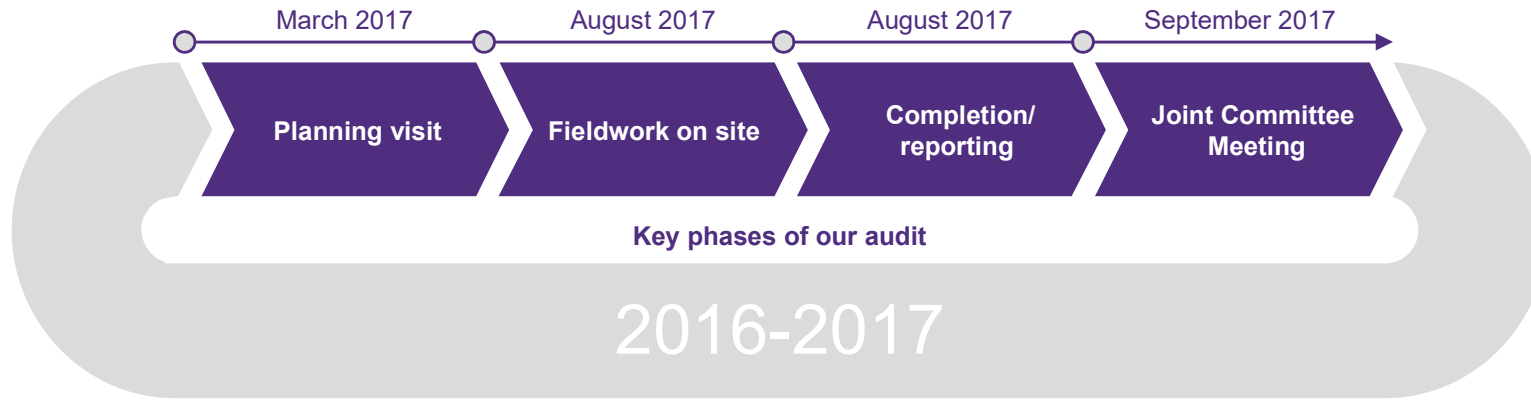 March 2017
August 2017
August 2017
September 2017
Planning visit
Fieldwork on site
Completion/
reporting
Joint Committee
Meeting
Key phases of our audit
2016-2017